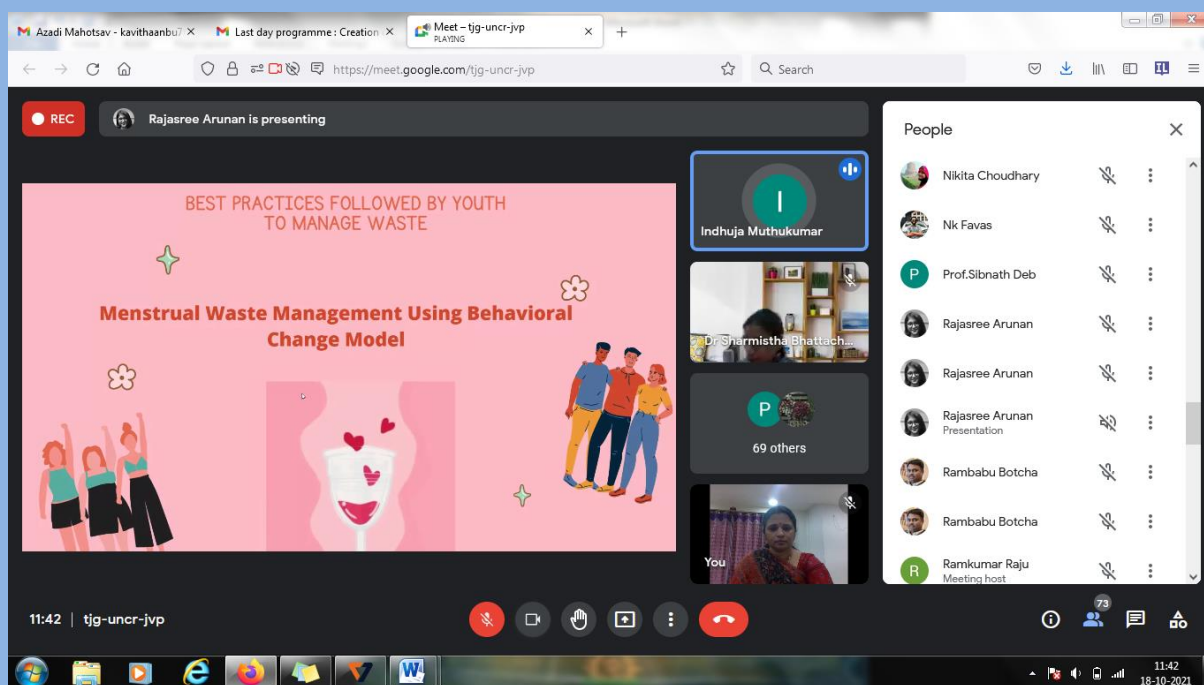 Azadi Mahotsav - kavithaanbu7
Last day programme : Creation
Meet – tjg-uncr-jvp
PLAYING
https://meet.google.com/tjg-uncr-jvp
Search
REC
Rajasree Arunan is presenting
BEST PRACTICES FOLLOWED BY YOUTH
TO MANAGE WASTE
Menstrual Waste Management Using Behavioral
Change Model
I
Indhuja Muthukumar
Dr Sharmistha Bhattach...
P
69 others
You
People
Nikita Choudhary
Nk Favas
P
Prof.Sibnath Deb
Rajasree Arunan
Rajasree Arunan
Rajasree Arunan
Presentation
Rambabu Botcha
Rambabu Botcha
R
Ramkumar Raju
Meeting host
11:42 | tjg-uncr-jvp
73
11:42
18-10-2021